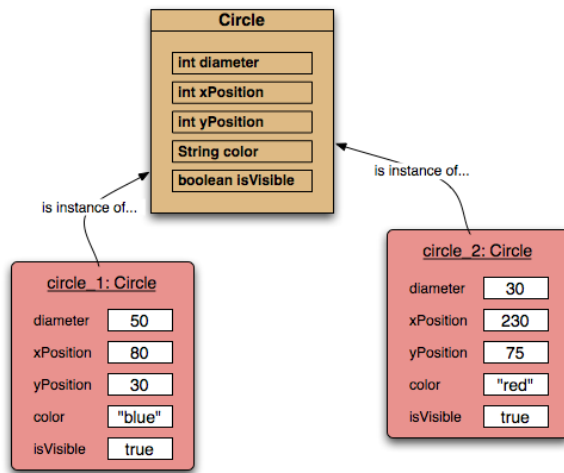 Circle
int diameter
int xPosition
int yPosition
String color
boolean isVisible
is instance of...
is instance of...
circle_1: Circle
diameter 50
xPosition 80
yPosition 30
color "blue"
isVisible true
circle_2: Circle
diameter 30
xPosition 230
yPosition 75
color "red"
isVisible true